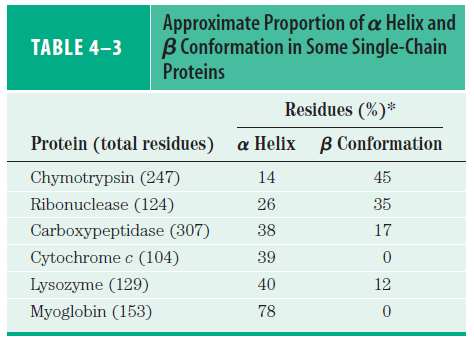 TABLE 4–3
Approximate Proportion of α Helix and
β Conformation in Some Single-Chain
Proteins
Residues (%)*
Protein (total residues) α Helix β Conformation
Chymotrypsin (247) 14 45
Ribonuclease (124) 26 35
Carboxypeptidase (307) 38 17
Cytochrome c (104) 39 0
Lysozyme (129) 40 12
Myoglobin (153) 78 0